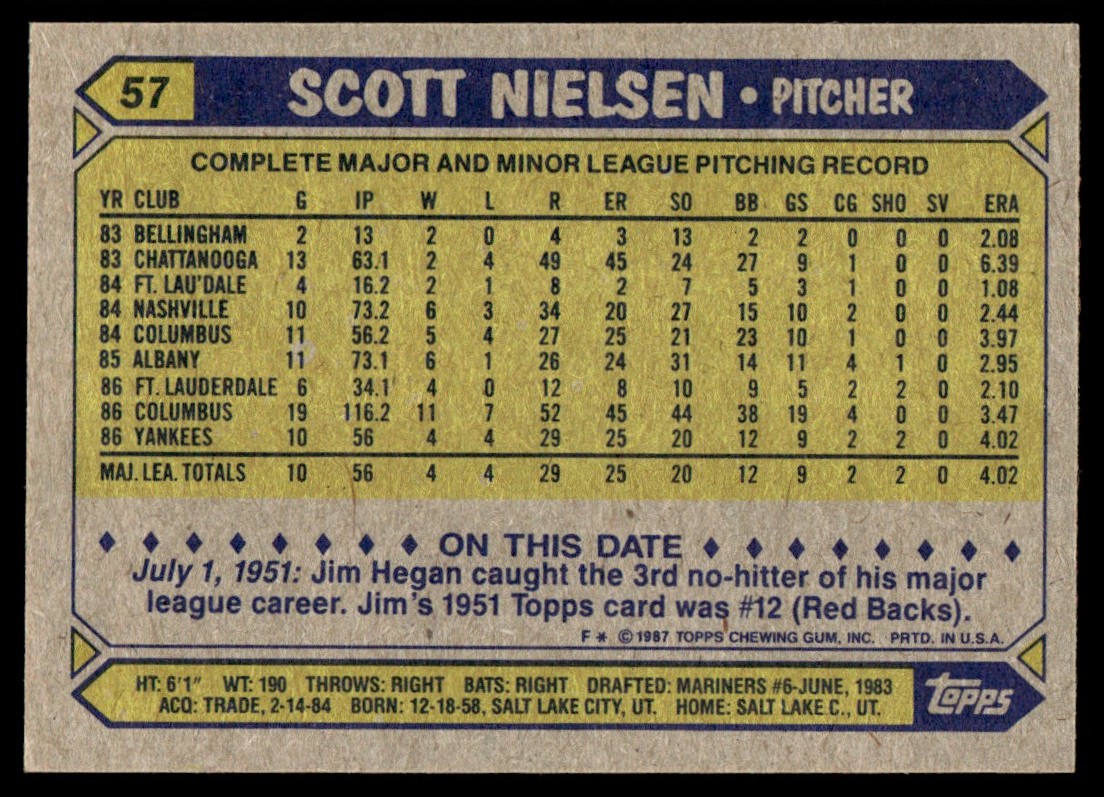 57 SCOTT NIELSEN • PITCHER
COMPLETE MAJOR AND MINOR LEAGUE PITCHING RECORD
YR CLUB G IP W L R ER SO BB GS CG SHO SV ERA
83 BELLINGHAM 2 13 2 0 4 3 13 2 2 0 0 0 2.08
83 CHATTANOOGA 13 63.1 2 4 49 45 24 27 9 1 0 0 6.39
84 FT. LAU'DALE 4 16.2 2 1 8 2 7 5 3 1 0 0 1.08
84 NASHVILLE 10 73.2 6 3 34 20 27 15 10 2 0 0 2.44
84 COLUMBUS 11 56.2 5 4 27 25 21 23 10 1 0 0 3.97
85 ALBANY 11 73.1 6 1 26 24 31 14 11 4 1 0 2.95
86 FT. LAUDERDALE 6 34.1 4 0 12 8 10 9 5 2 2 0 2.10
86 COLUMBUS 19 116.2 11 7 52 45 44 38 19 4 0 0 3.47
86 YANKEES 10 56 4 4 29 25 20 12 9 2 2 0 4.02
MAJ. LEA. TOTALS 10 56 4 4 29 25 20 12 9 2 2 0 4.02
ON THIS DATE
July 1, 1951: Jim Hegan caught the 3rd no-hitter of his major
league career. Jim's 1951 Topps card was #12 (Red Backs).
F* ©1987 TOPPS CHEWING GUM, INC. PRTD. IN U.S.A.
HT: 6'1" WT: 190 THROWS: RIGHT BATS: RIGHT DRAFTED: MARINERS #6-JUNE, 1983
ACQ: TRADE, 2-14-84 BORN: 12-18-58, SALT LAKE CITY, UT. HOME: SALT LAKE C., UT.
TOPPS